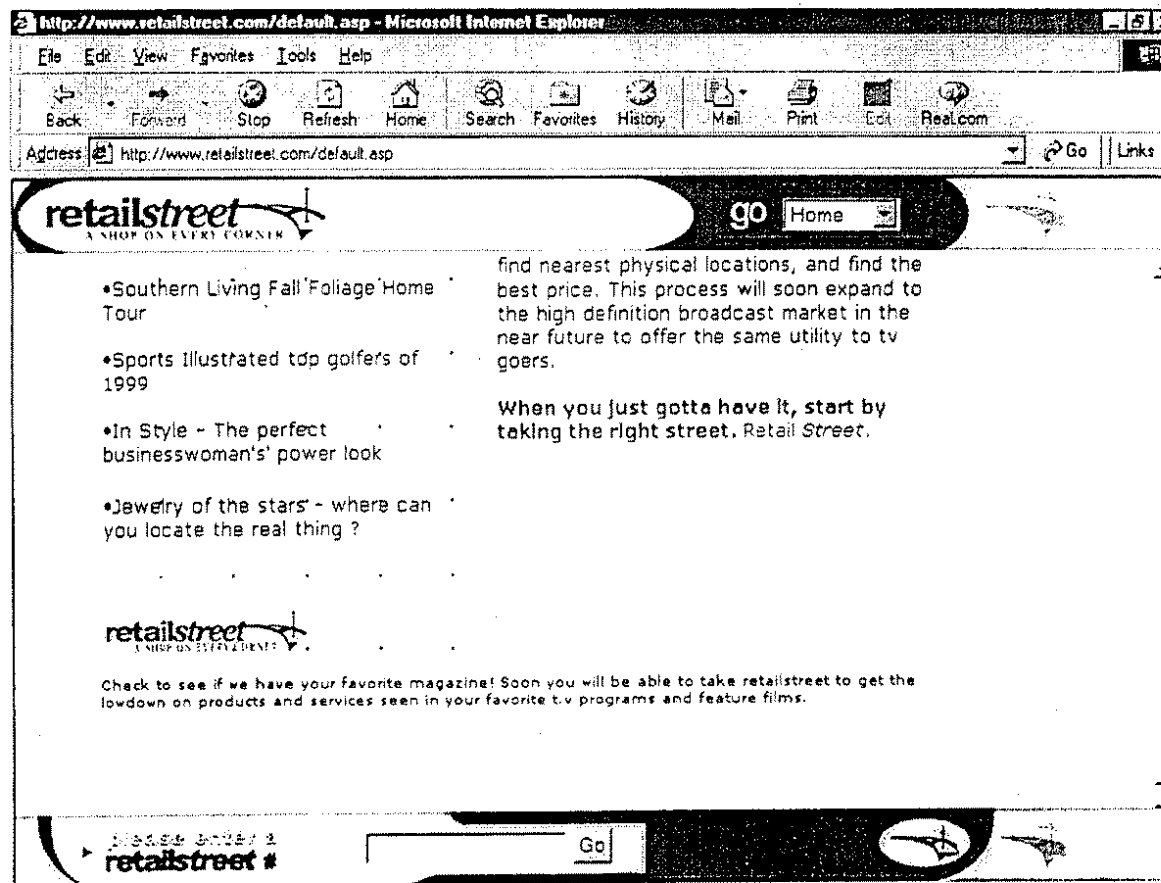 http://www.retailstreet.com/default.asp - Microsoft Internet Explorer
File Edit View Favorites Tools Help
Back Forward Stop Refresh Home Search Favorites History Mail Print Edit Real.com
Address http://www.retailstreet.com/default.asp Go Links
retailstreet
A SHOP ON EVERY CORNER
go Home
•Southern Living Fall Foliage Home
Tour
•Sports Illustrated top golfers of
1999
•In Style - The perfect
businesswoman's' power look
•Jewelry of the stars - where can
you locate the real thing ?
find nearest physical locations, and find the
best price. This process will soon expand to
the high definition broadcast market in the
near future to offer the same utility to tv
goers.
When you just gotta have it, start by
taking the right street. Retail Street.
retailstreet
A SHOP ON EVERY CORNER
Check to see if we have your favorite magazine! Soon you will be able to take retailstreet to get the
lowdown on products and services seen in your favorite t.v programs and feature films.
please enter a
retailstreet #
Go